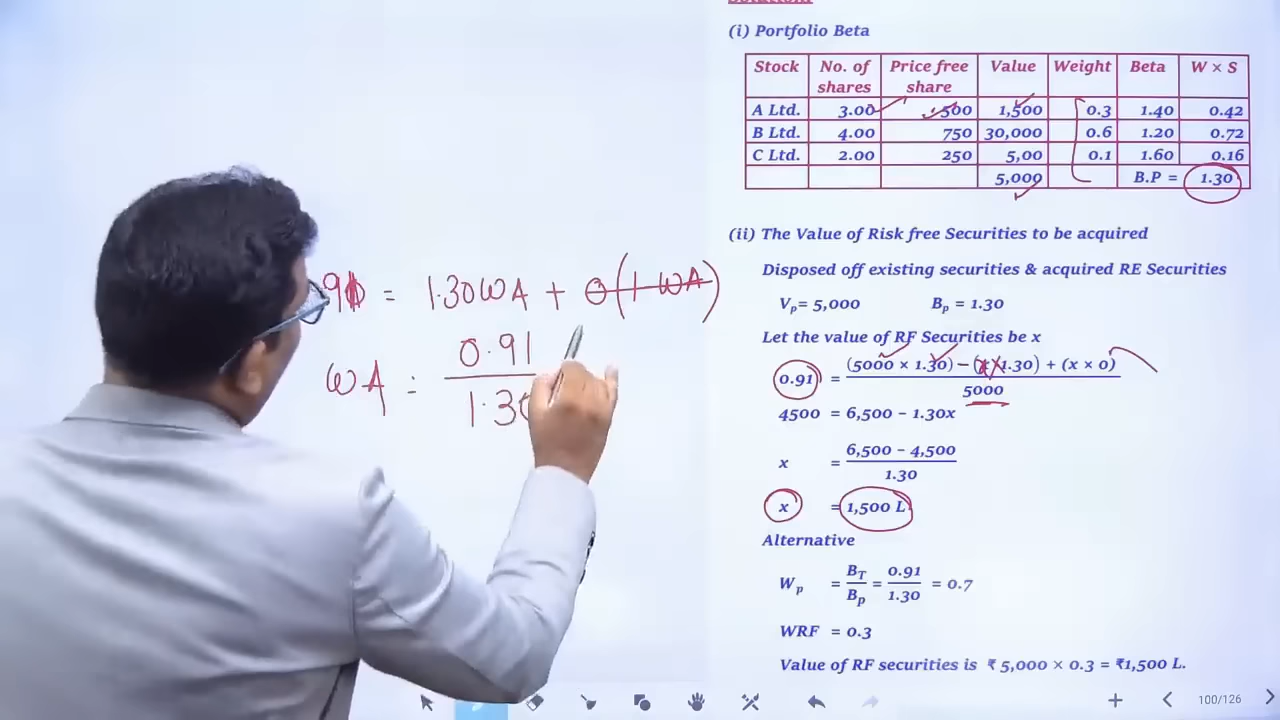 (i) Portfolio Beta
Stock No. of shares Price free share Value Weight Beta W × S
A Ltd. 3.00 500 1,500 0.3 1.40 0.42
B Ltd. 4.00 750 30,000 0.6 1.20 0.72
C Ltd. 2.00 250 5,00 0.1 1.60 0.16
5,000 B.P = 1.30
(ii) The Value of Risk free Securities to be acquired
Disposed off existing securities & acquired RE Securities
Vp= 5,000 Bp = 1.30
Let the value of RF Securities be x
0.91 = (5000 × 1.30) − (x × 1.30) + (x × 0) / 5000
4500 = 6,500 − 1.30x
x = 6,500 − 4,500 / 1.30
x = 1,500 L
Alternative
Wp = BT / Bp = 0.91 / 1.30 = 0.7
WRF = 0.3
Value of RF securities is ₹ 5,000 × 0.3 = ₹1,500 L.
= 1.30WA + 0(1-WA)
WA = 0.91 / 1.30
100/126